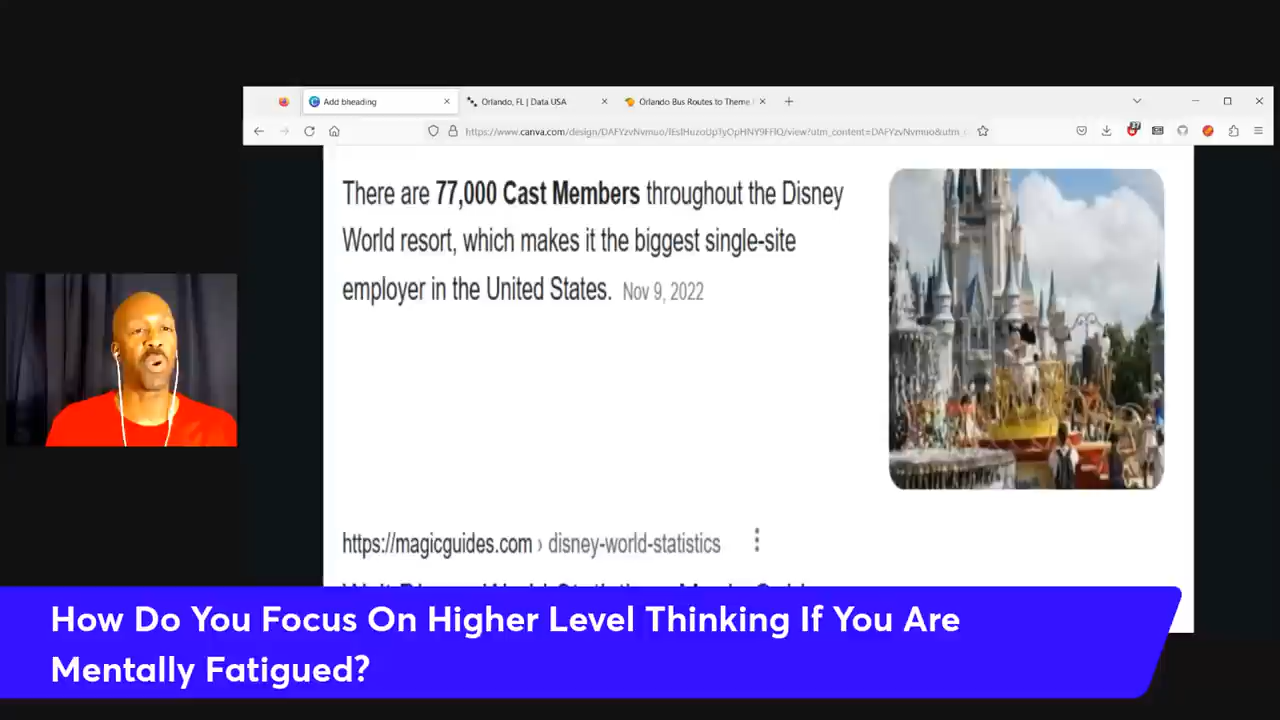 Add bheading
Orlando, FL | Data USA
Orlando Bus Routes to Theme
There are 77,000 Cast Members throughout the Disney
World resort, which makes it the biggest single-site
employer in the United States. Nov 9, 2022
https://magicguides.com › disney-world-statistics
How Do You Focus On Higher Level Thinking If You Are
Mentally Fatigued?